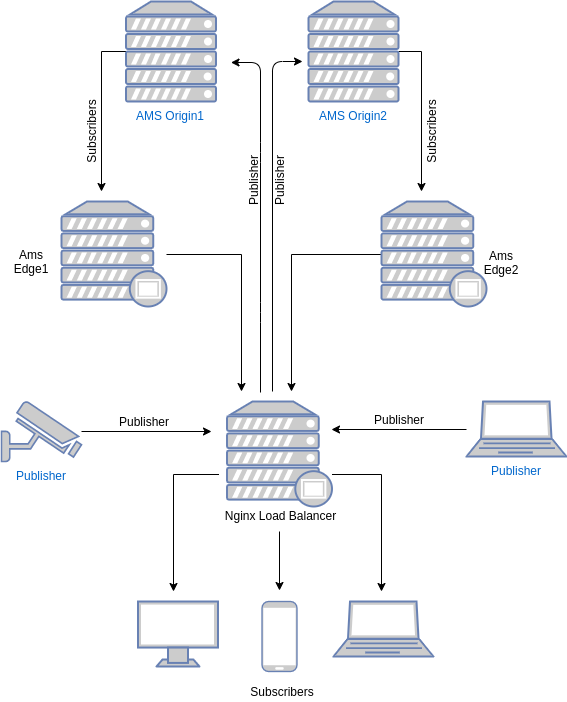 AMS Origin1
AMS Origin2
Subscribers
Subscribers
Publisher
Publisher
Ams
Edge1
Ams
Edge2
Publisher
Publisher
Publisher
Publisher
Nginx Load Balancer
Subscribers